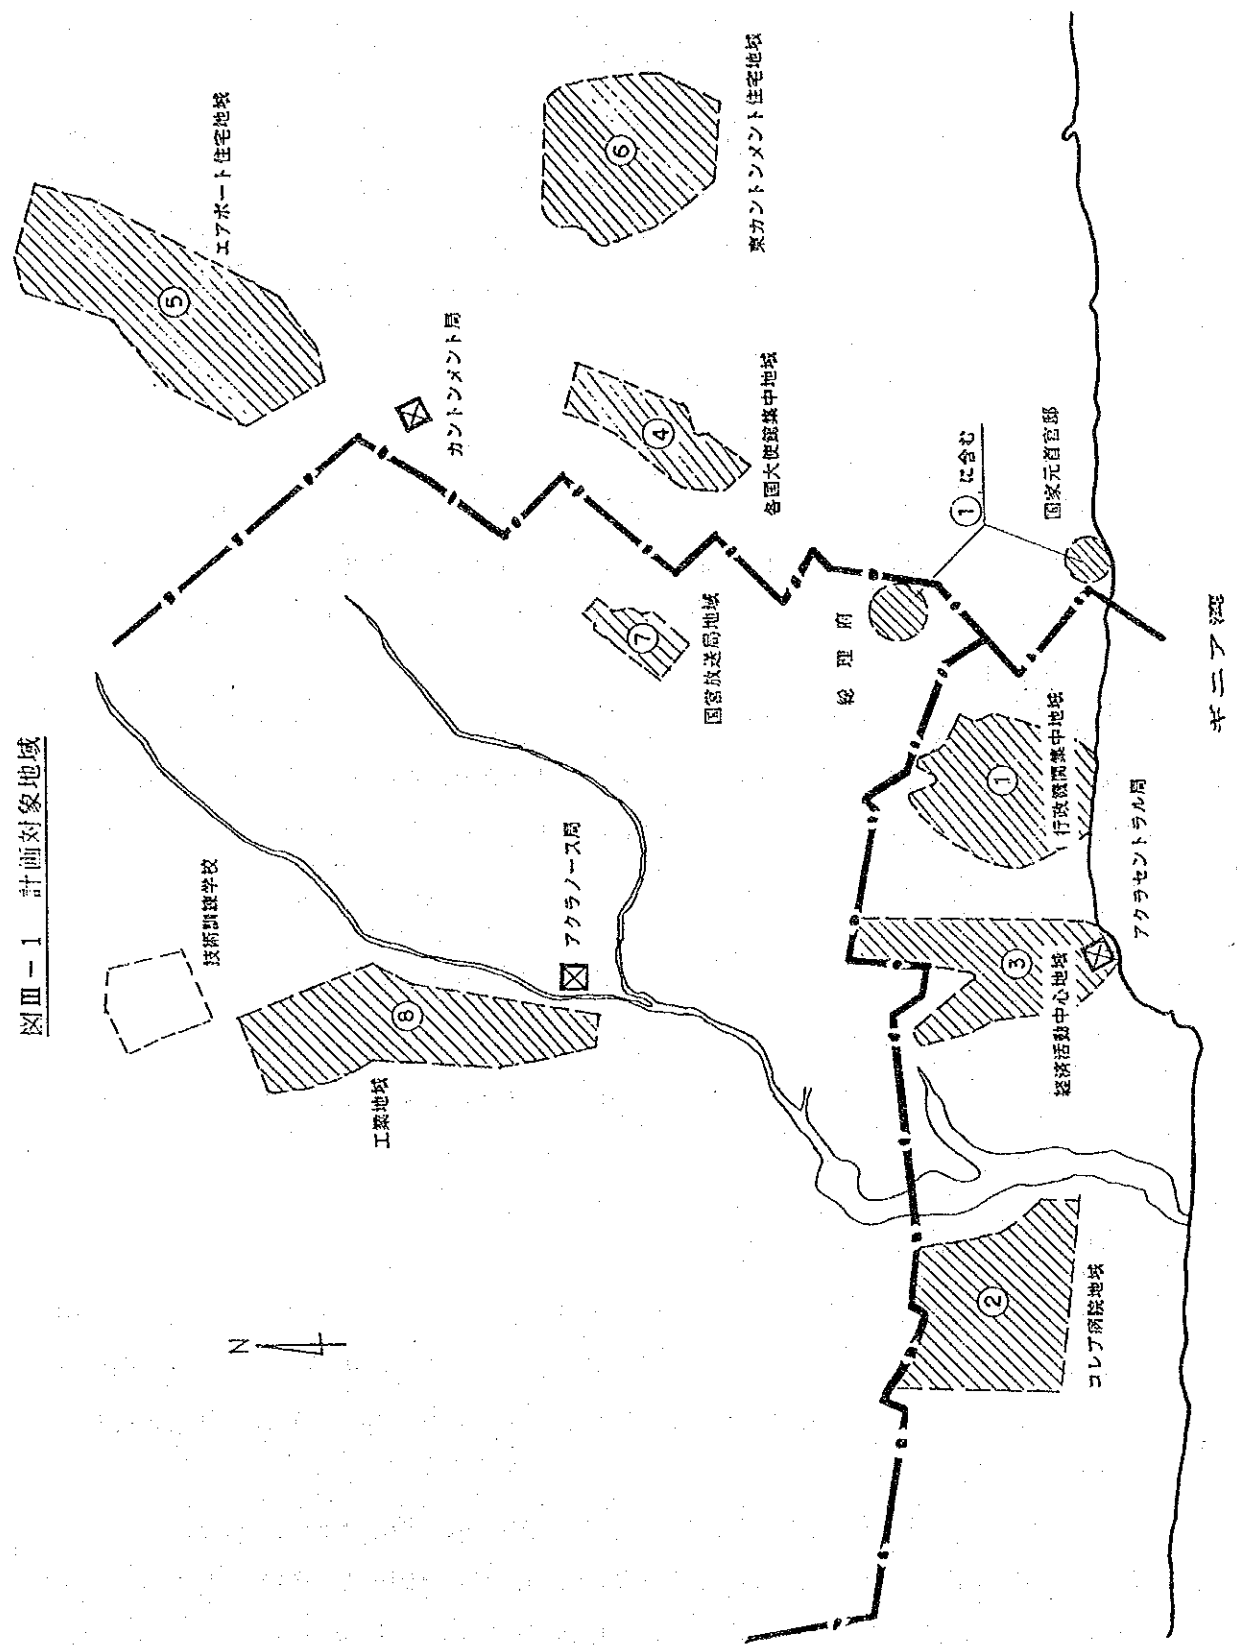 図Ⅲ-1 計画対象地域
N
技術訓練学校
工業地域
⑧
アクラノース局
エアポート住宅地域
⑤
カントンメント局
⑥
東カントンメント住宅地域
④
各国大使館集中地域
⑦
国営放送局地域
総理府
①に含む
国家元首官邸
①
行政機関集中地域
③
経済活動中心地域
アクラセントラル局
②
コレブ病院地域
ギニア湾